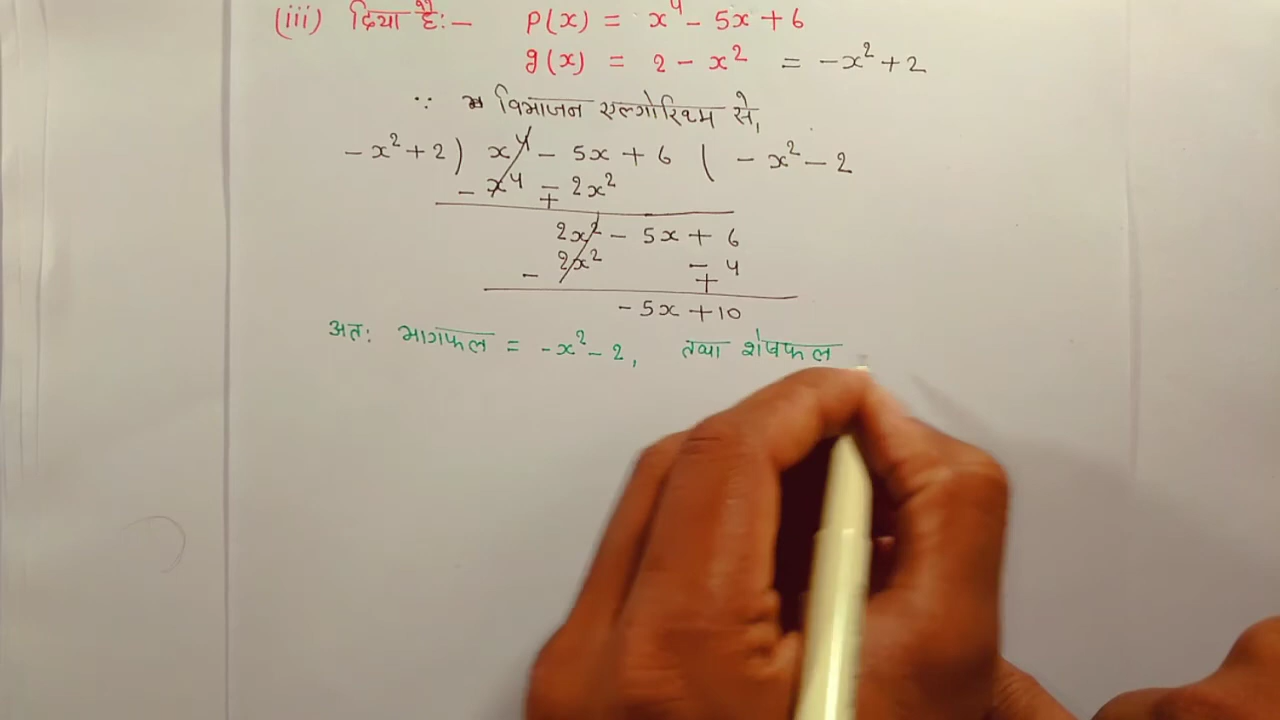 (iii) दिया है:- p(x) = x⁴ - 5x + 6
g(x) = 2 - x² = -x² + 2
∵ विभाजन एल्गोरिथ्म से,
-x² + 2 ) x⁴ - 5x + 6 ( -x² - 2
- x⁴ - 2x²
+
2x² - 5x + 6
- 2x² - 4
+
- 5x + 10
अतः भागफल = -x² - 2, तथा शेषफल